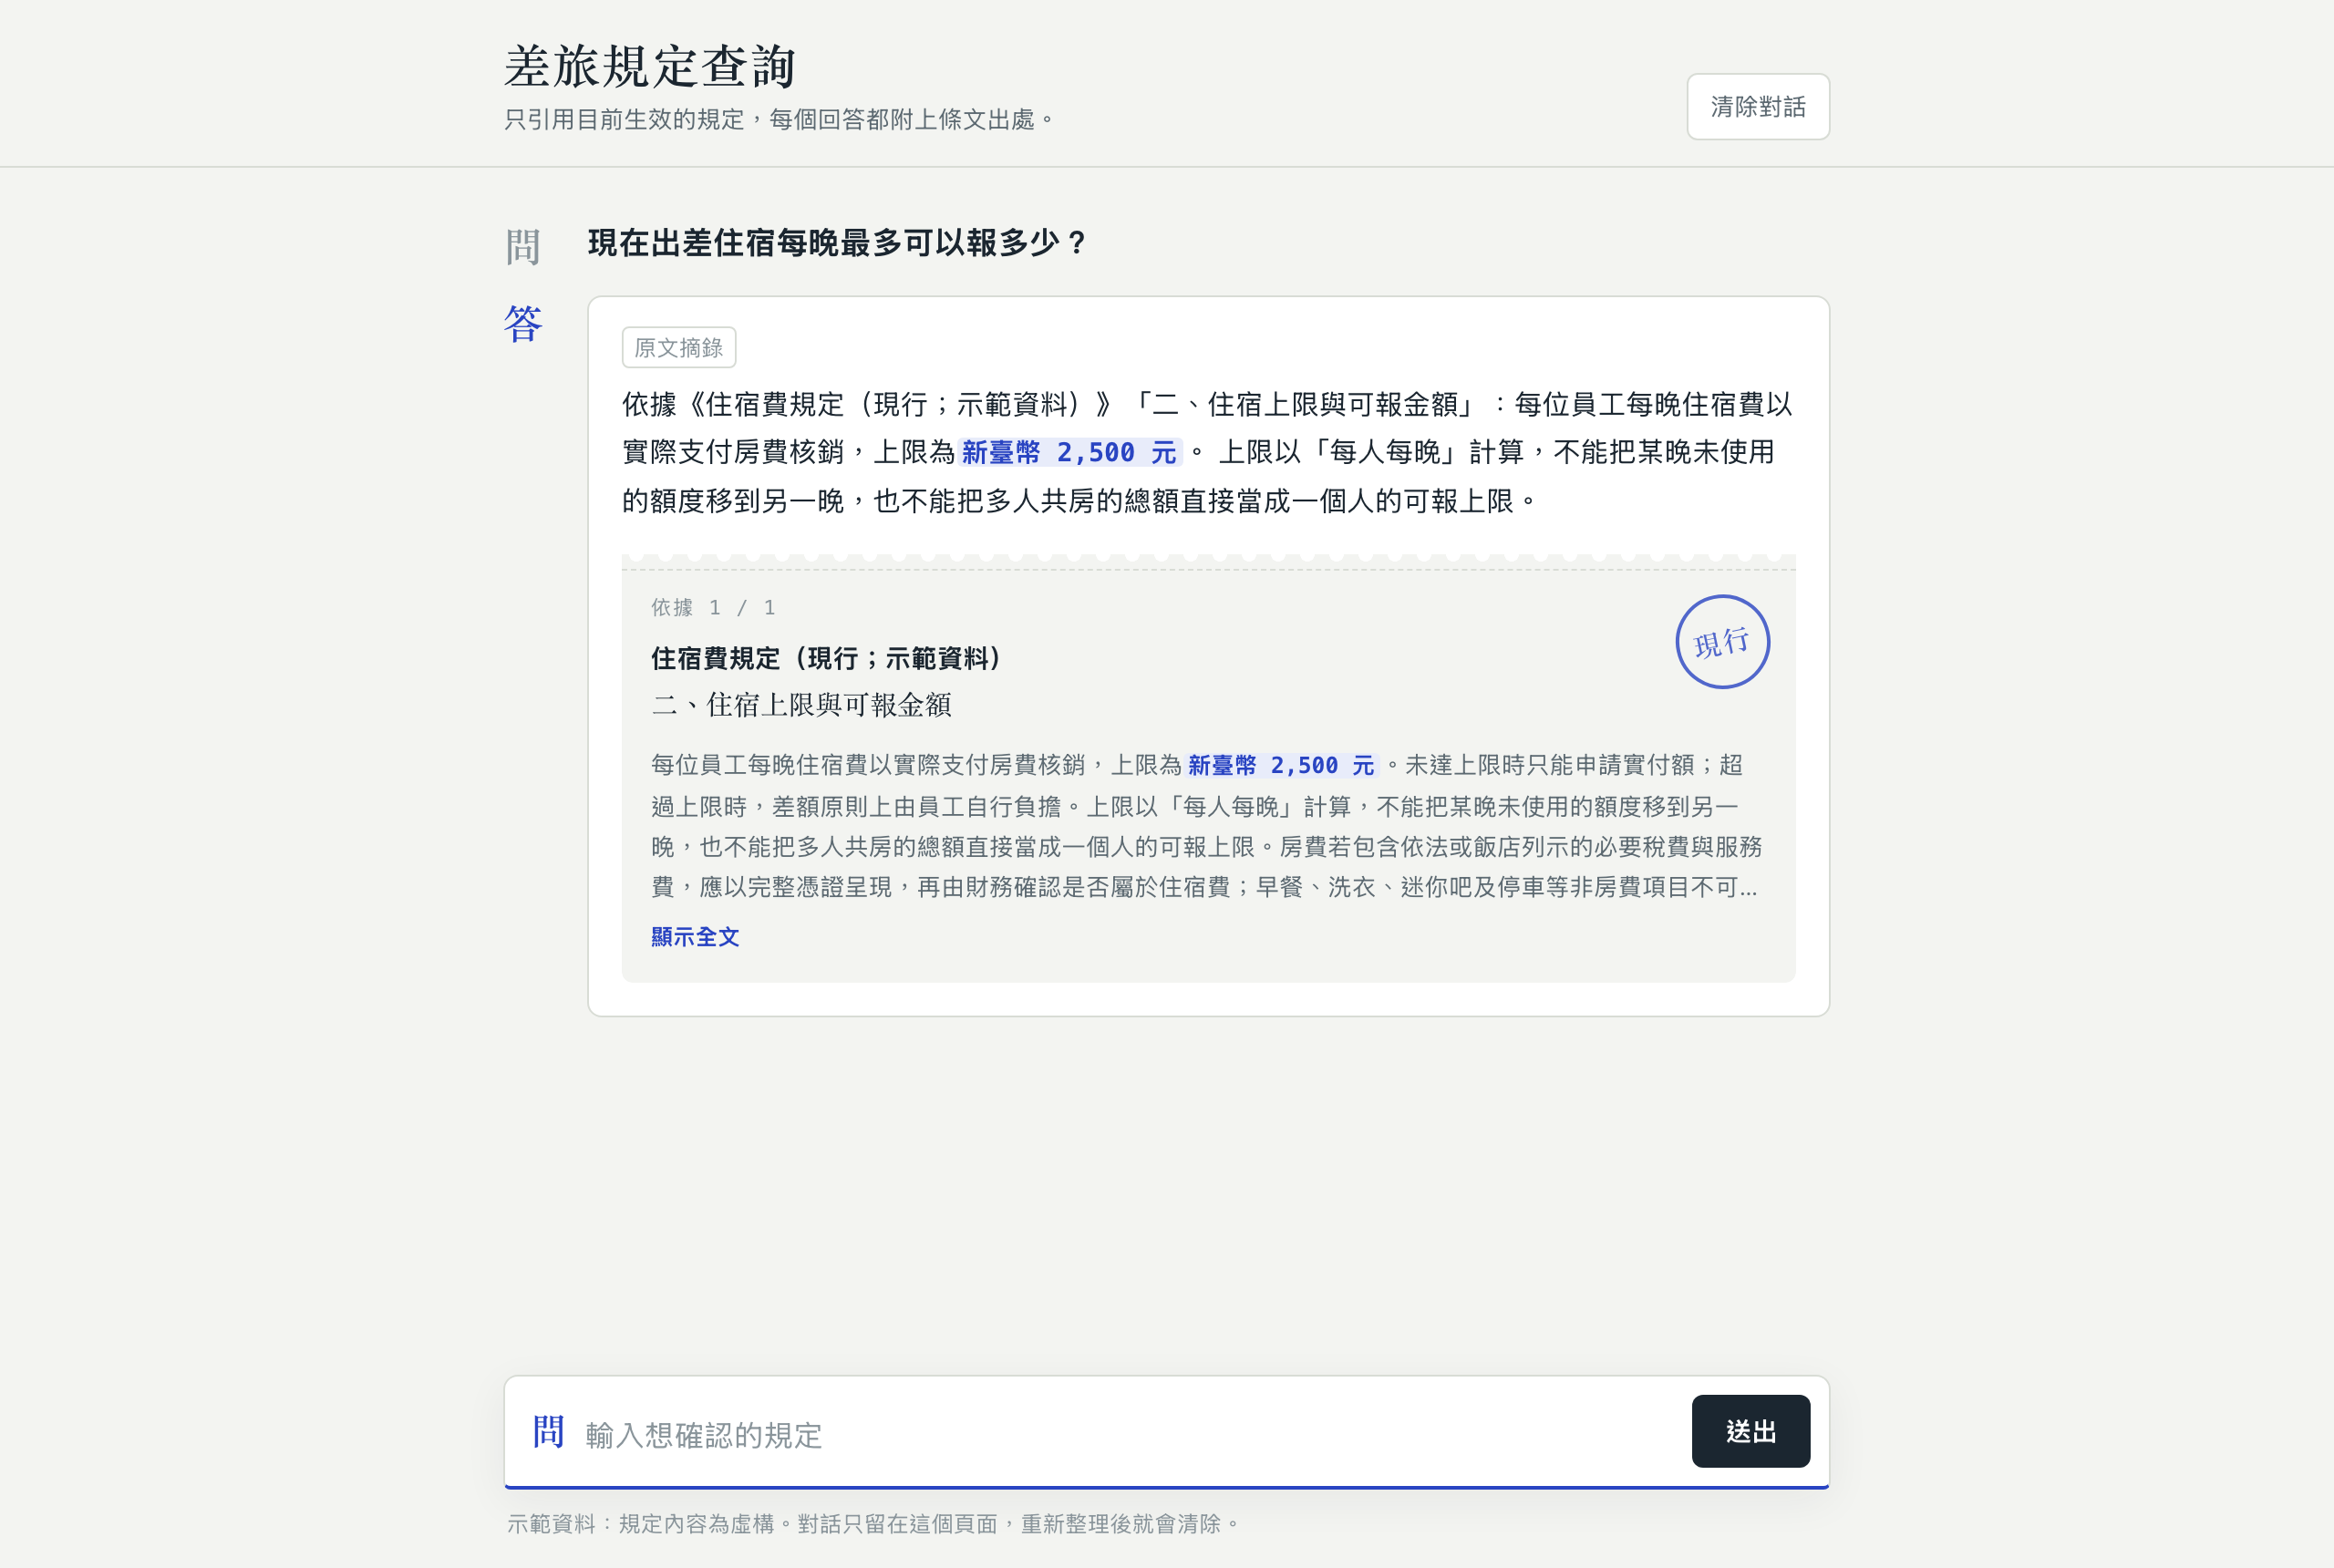 差旅規定查詢
只引用目前生效的規定，每個回答都附上條文出處。
清除對話
問
現在出差住宿每晚最多可以報多少？
答
原文摘錄
依據《住宿費規定（現行；示範資料）》「二、住宿上限與可報金額」：每位員工每晚住宿費以
實際支付房費核銷，上限為 新臺幣 2,500 元 。 上限以「每人每晚」計算，不能把某晚未使用
的額度移到另一晚，也不能把多人共房的總額直接當成一個人的可報上限。
依據 1 / 1
現行
住宿費規定（現行；示範資料）
二、住宿上限與可報金額
每位員工每晚住宿費以實際支付房費核銷，上限為 新臺幣 2,500 元 。未達上限時只能申請實付額；超
過上限時，差額原則上由員工自行負擔。上限以「每人每晚」計算，不能把某晚未使用的額度移到另一
晚，也不能把多人共房的總額直接當成一個人的可報上限。房費若包含依法或飯店列示的必要稅費與服務
費，應以完整憑證呈現，再由財務確認是否屬於住宿費；早餐、洗衣、迷你吧及停車等非房費項目不可...
顯示全文
問
輸入想確認的規定
送出
示範資料：規定內容為虛構。對話只留在這個頁面，重新整理後就會清除。